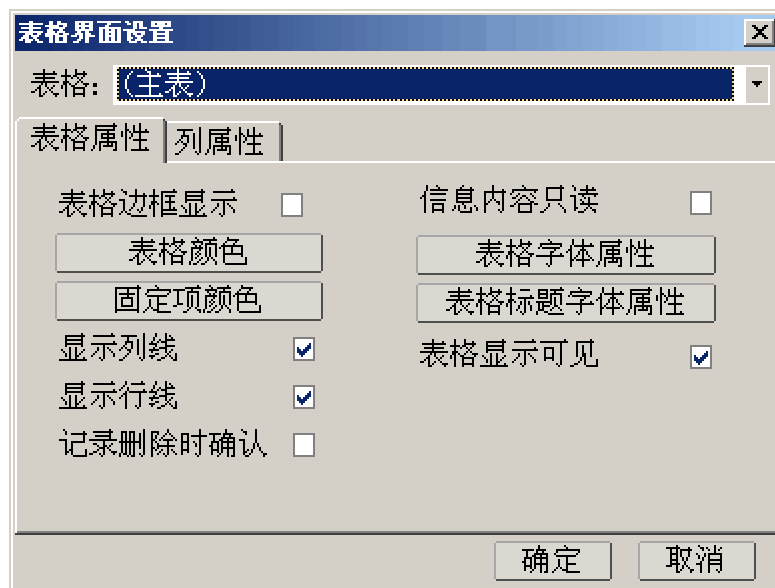 表格界面设置
表格: (主表)
表格属性 列属性
表格边框显示 信息内容只读
表格颜色 表格字体属性
固定项颜色 表格标题字体属性
显示列线 表格显示可见
显示行线
记录删除时确认
确定 取消